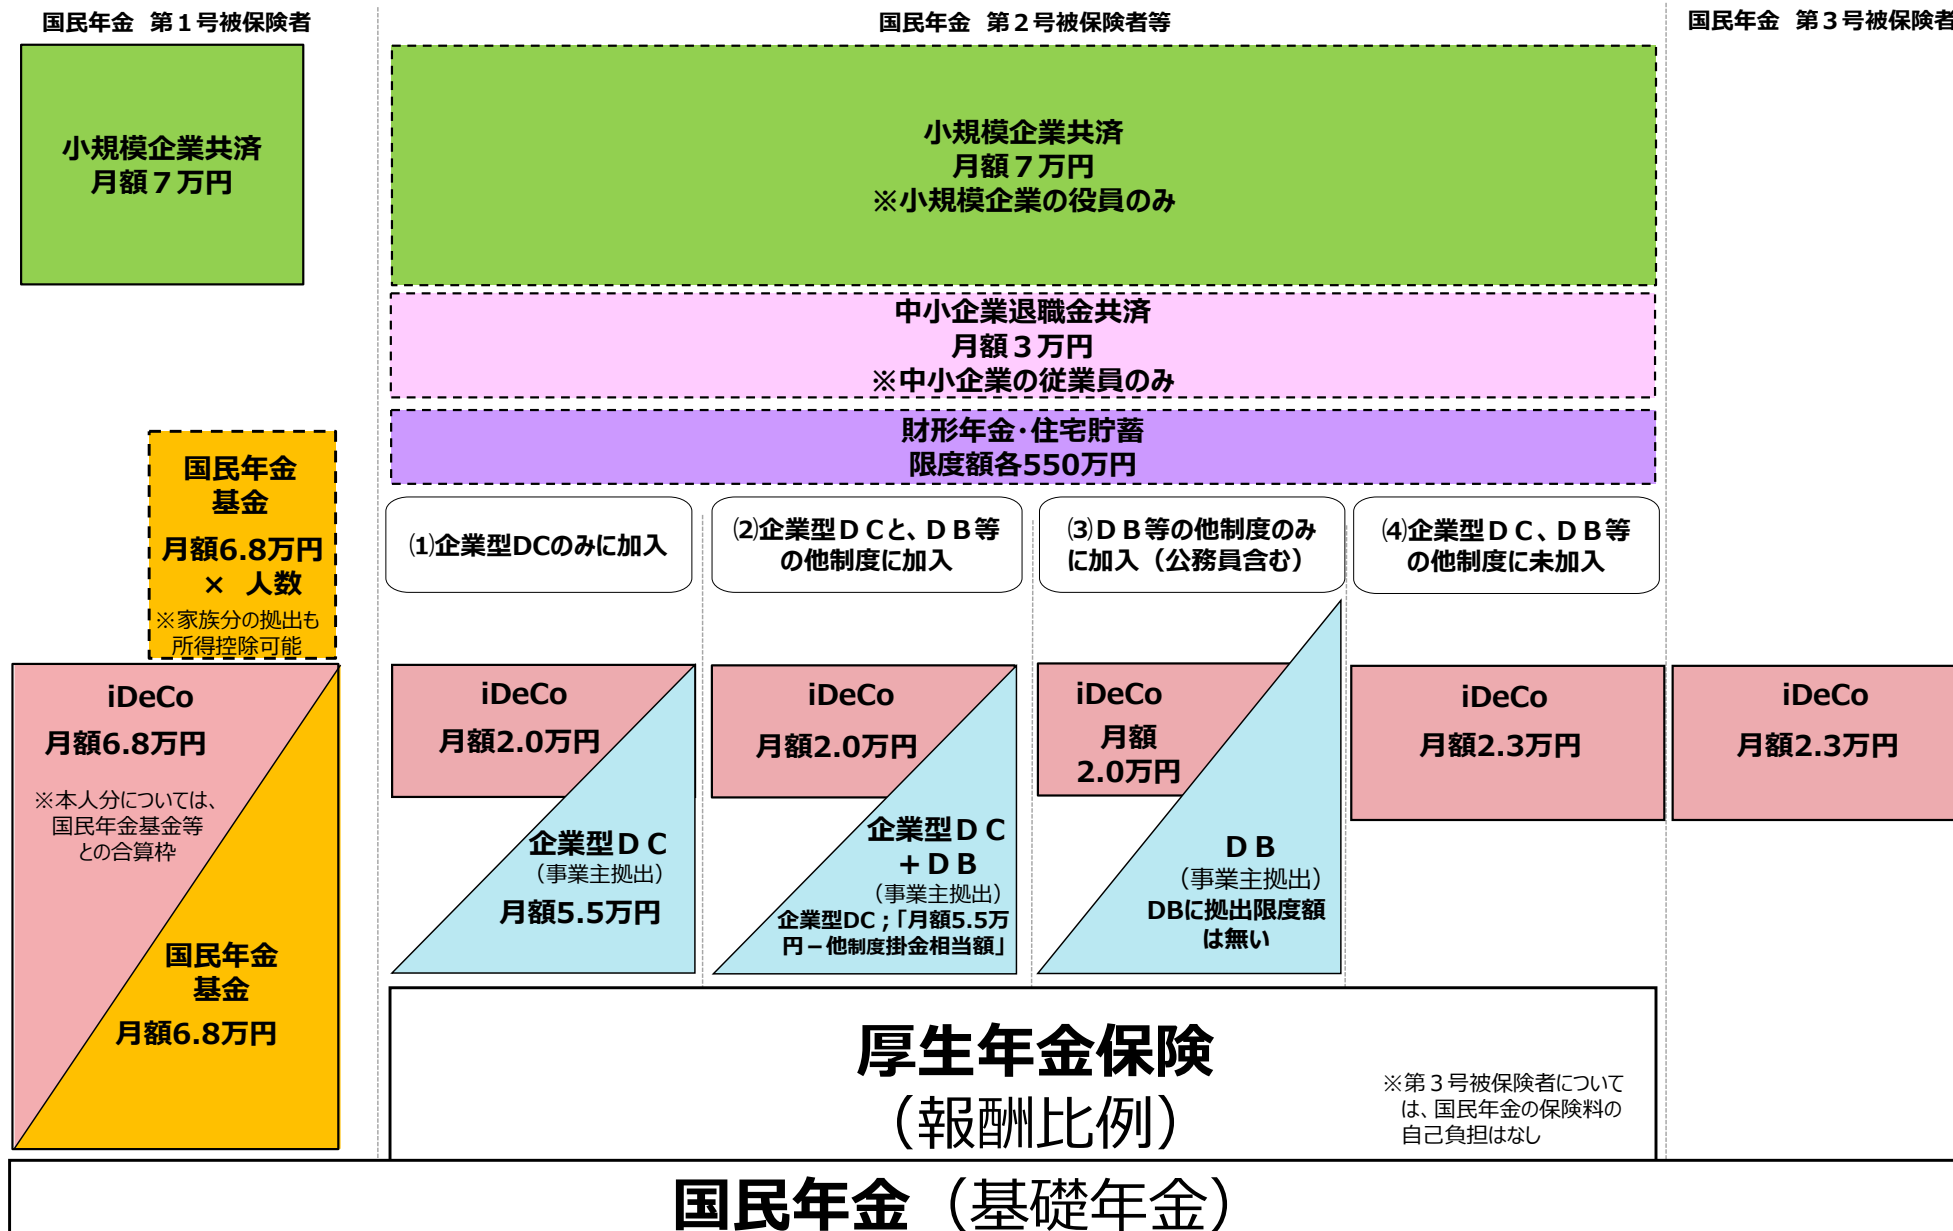 国民年金 第１号被保険者
国民年金 第２号被保険者等
国民年金 第３号被保険者
小規模企業共済
月額７万円
小規模企業共済
月額７万円
※小規模企業の役員のみ
中小企業退職金共済
月額３万円
※中小企業の従業員のみ
財形年金・住宅貯蓄
限度額各550万円
国民年金
基金
月額6.8万円
× 人数
※家族分の拠出も
所得控除可能
⑴企業型DCのみに加入
⑵企業型ＤＣと、ＤＢ等
の他制度に加入
⑶ＤＢ等の他制度のみ
に加入（公務員含む）
⑷企業型ＤＣ、ＤＢ等
の他制度に未加入
iDeCo
月額6.8万円
※本人分については、
国民年金基金等
との合算枠
国民年金
基金
月額6.8万円
iDeCo
月額2.0万円
企業型ＤＣ
（事業主拠出）
月額5.5万円
iDeCo
月額2.0万円
企業型ＤＣ
＋ＤＢ
（事業主拠出）
企業型DC；「月額5.5万
円－他制度掛金相当額」
iDeCo
月額
2.0万円
ＤＢ
（事業主拠出）
DBに拠出限度額
は無い
iDeCo
月額2.3万円
iDeCo
月額2.3万円
厚生年金保険
（報酬比例）
※第３号被保険者について
は、国民年金の保険料の
自己負担はなし
国民年金（基礎年金）